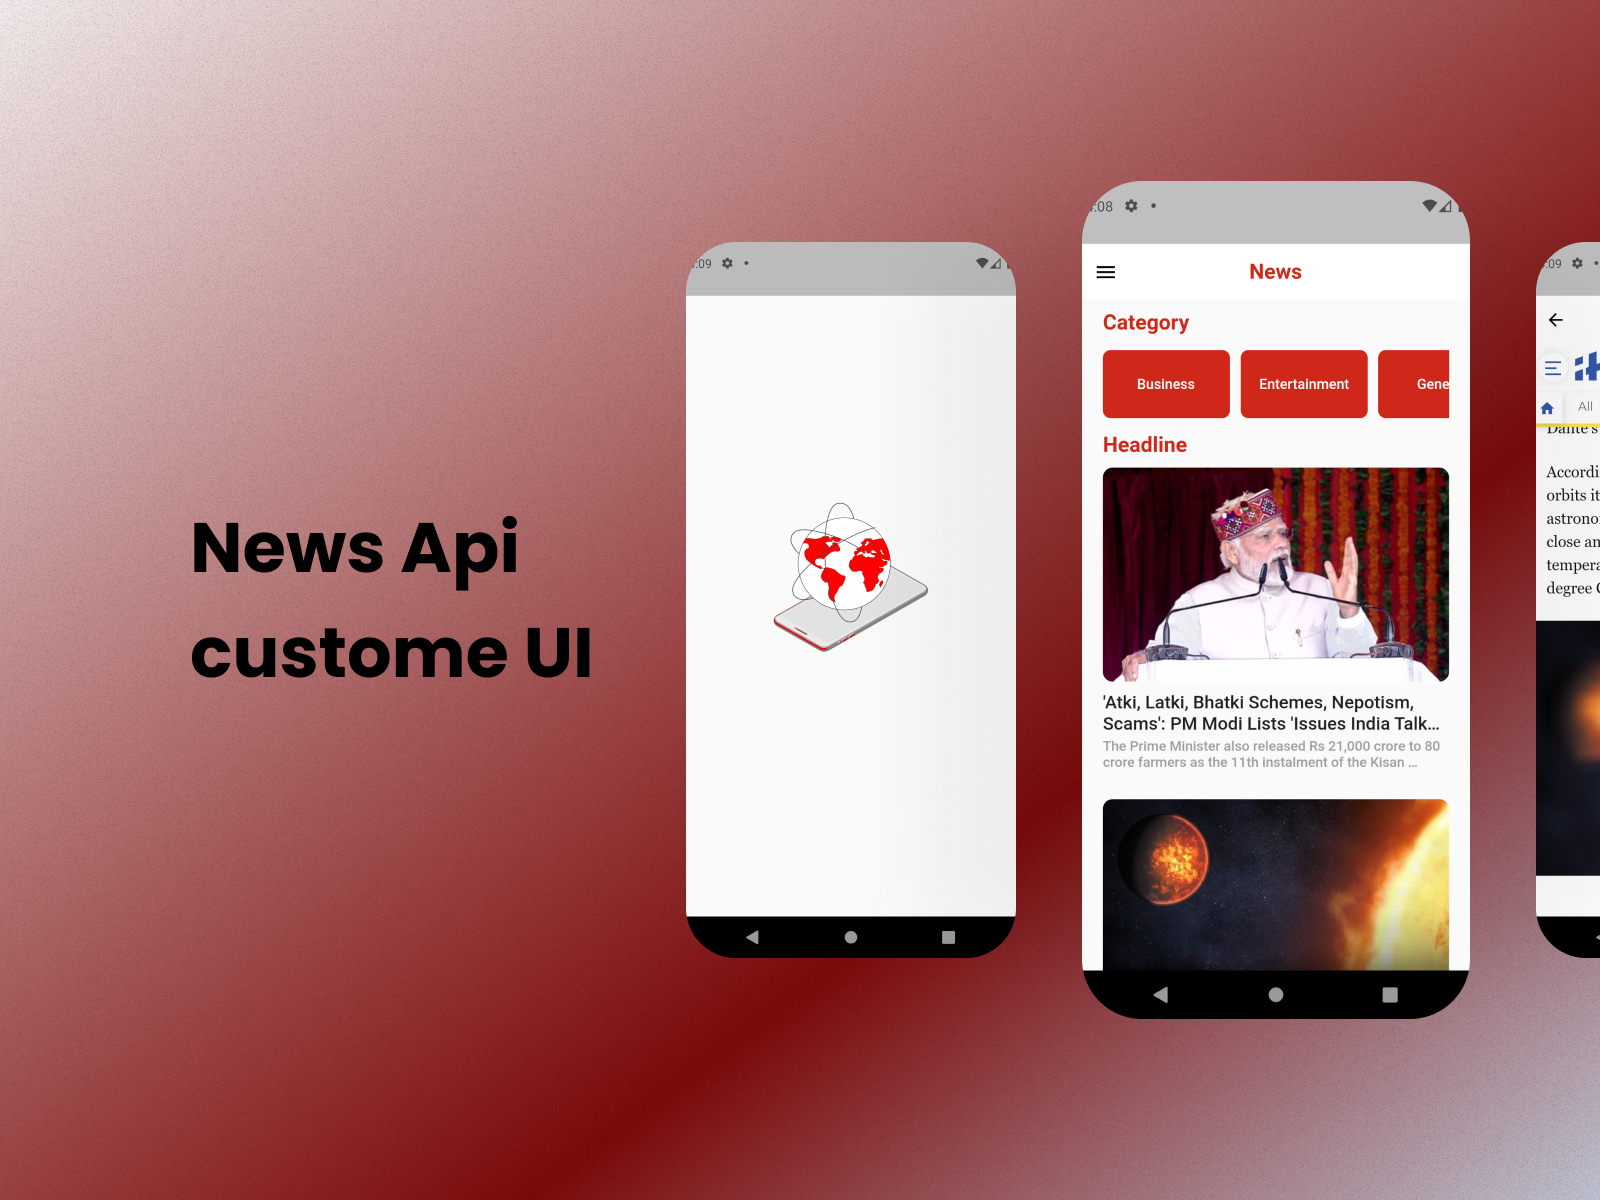 News Api
custome UI
:09
:08
News
Category
Business
Entertainment
Gene
Headline
'Atki, Latki, Bhatki Schemes, Nepotism,
Scams': PM Modi Lists 'Issues India Talk...
The Prime Minister also released Rs 21,000 crore to 80
crore farmers as the 11th instalment of the Kisan ...
:09
All
Dante's
Accordi
orbits it
astrono
close an
tempera
degree C